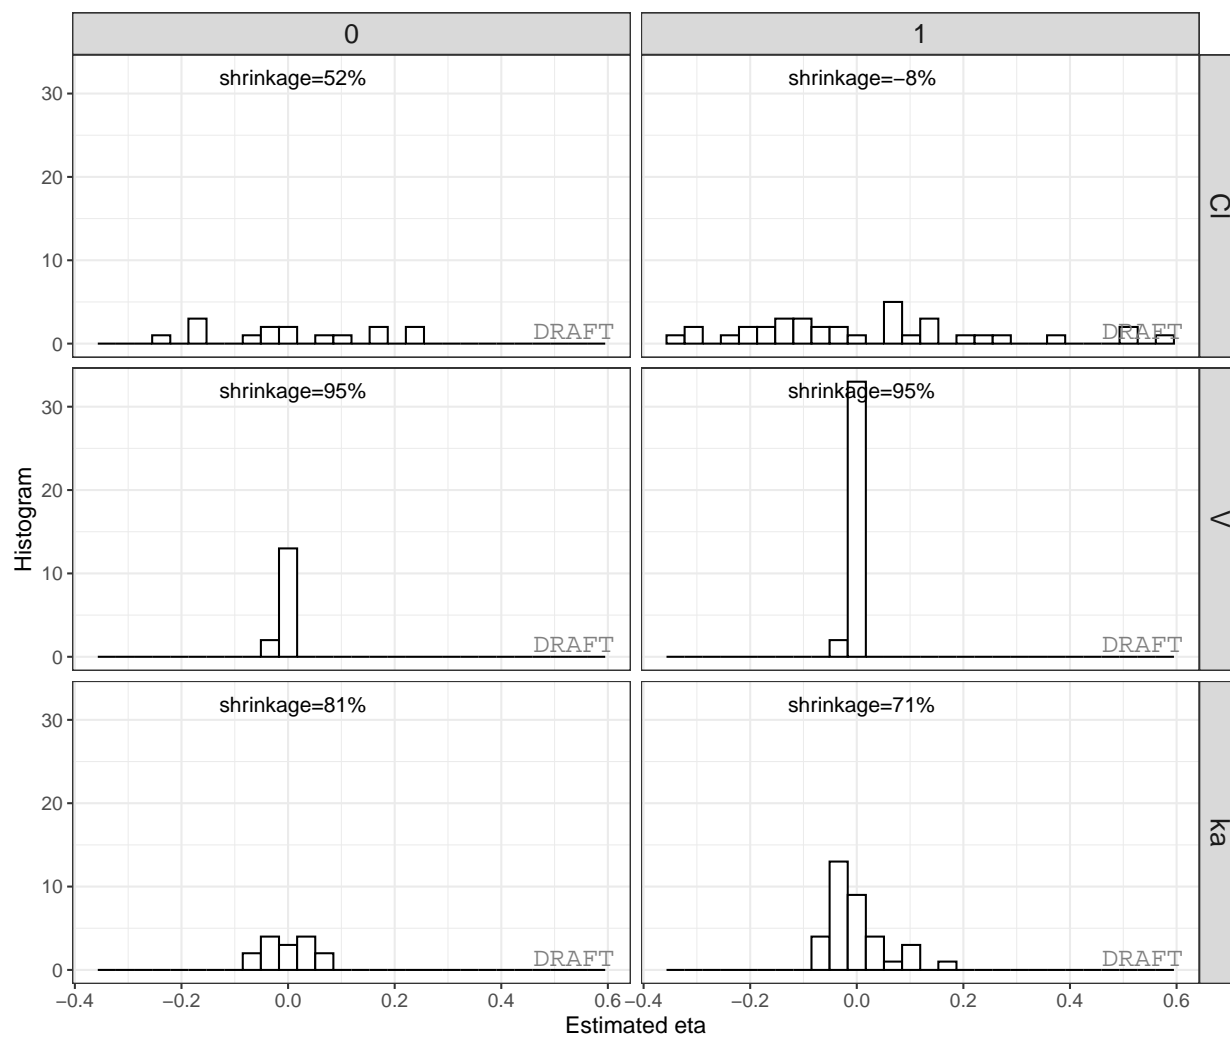 0 1
shrinkage=52% shrinkage=−8%
30
20
10
0
DRAFT DRAFT
Cl
shrinkage=95% shrinkage=95%
30
20
10
0
DRAFT DRAFT
V
Histogram
shrinkage=81% shrinkage=71%
30
20
10
0
DRAFT DRAFT
ka
−0.4 −0.2 0.0 0.2 0.4 0.6 −0.4 −0.2 0.0 0.2 0.4 0.6
Estimated eta